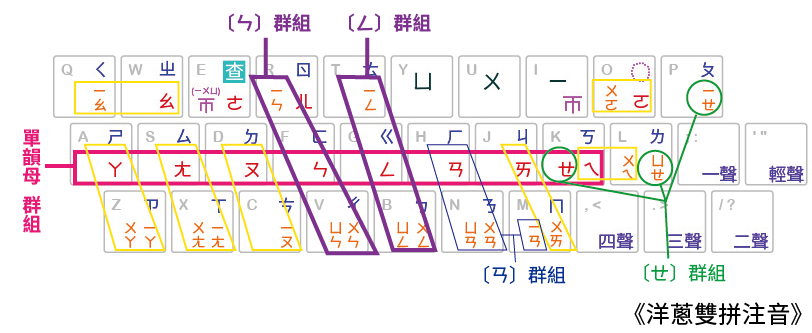 〔ㄣ〕群組 〔ㄥ〕群組
Q ㄑ ㄧㄠ W ㄓ ㄠ E 查 (ㄧㄨㄩ) ㄭ ㄜ R ㄖ ㄧㄣ ㄦ T ㄊ ㄧㄥ Y ㄩ U ㄨ I ㄧ ㄭ O ㄨㄛ ㄛ P ㄆ ㄧㄝ
單韻母 群組
A ㄕ ㄚ S ㄙ ㄤ D ㄉ ㄡ F ㄈ ㄣ G ㄍ ㄥ H ㄏ ㄢ J ㄐ ㄞ K ㄎ ㄝ ㄟ L ㄌ ㄨㄟ ㄩㄝ ; : 一聲 ' " 輕聲
Z ㄗ ㄨㄚ ㄧㄚ X ㄒ ㄨㄤ ㄧㄤ C ㄘ ㄧㄡ V ㄔ ㄩㄣ ㄨㄣ B ㄅ ㄩㄥ ㄨㄥ N ㄋ ㄩㄢ ㄨㄢ M ㄇ ㄧㄢ ㄨㄞ , < 四聲 . > 三聲 / ? 二聲
〔ㄢ〕群組 〔ㄝ〕群組
《洋蔥雙拼注音》